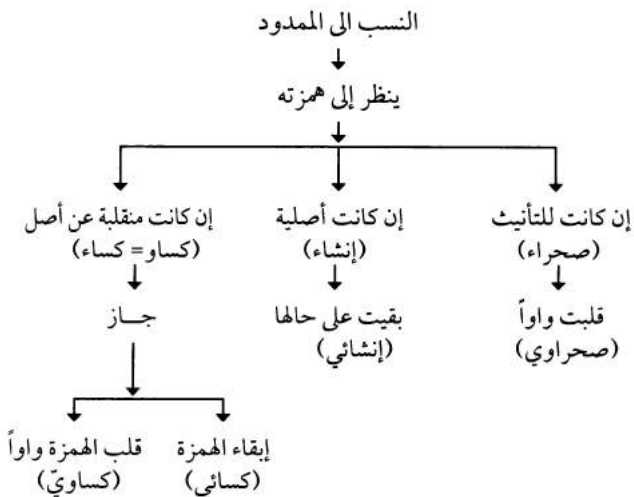 النسب الى الممدود
ينظر إلى همزته
إن كانت للتأنيث
(صحراء)
قلبت واواً
(صحراوي)
إن كانت أصلية
(إنشاء)
بقيت على حالها
(إنشائي)
إن كانت منقلبة عن أصل
(كساو= كساء)
جــاز
إبقاء الهمزة
(كسائي)
قلب الهمزة واواً
(كساويّ)